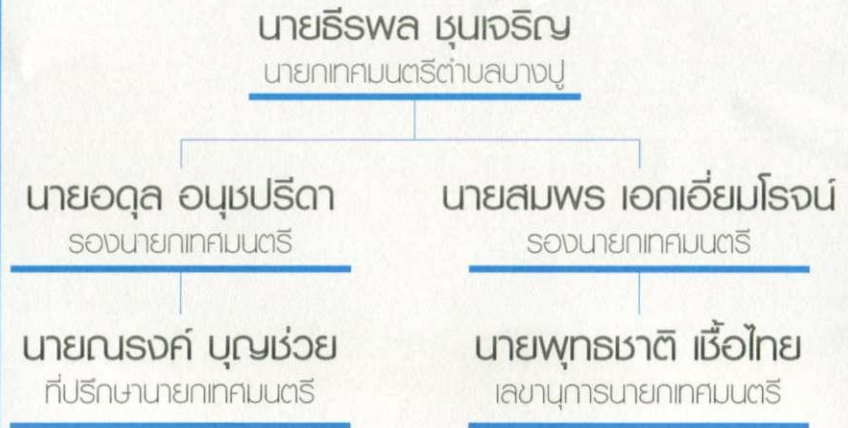 นายธีรพล ชุนเจริญ
นายกเทศมนตรีตำบลบางปู
นายอดุล อนุชปรีดา
รองนายกเทศมนตรี
นายสมพร เอกเอี่ยมโรจน์
รองนายกเทศมนตรี
นายณรงค์ บุญช่วย
ที่ปรึกษานายกเทศมนตรี
นายพุทธชาติ เชื้อไทย
เลขานุการนายกเทศมนตรี